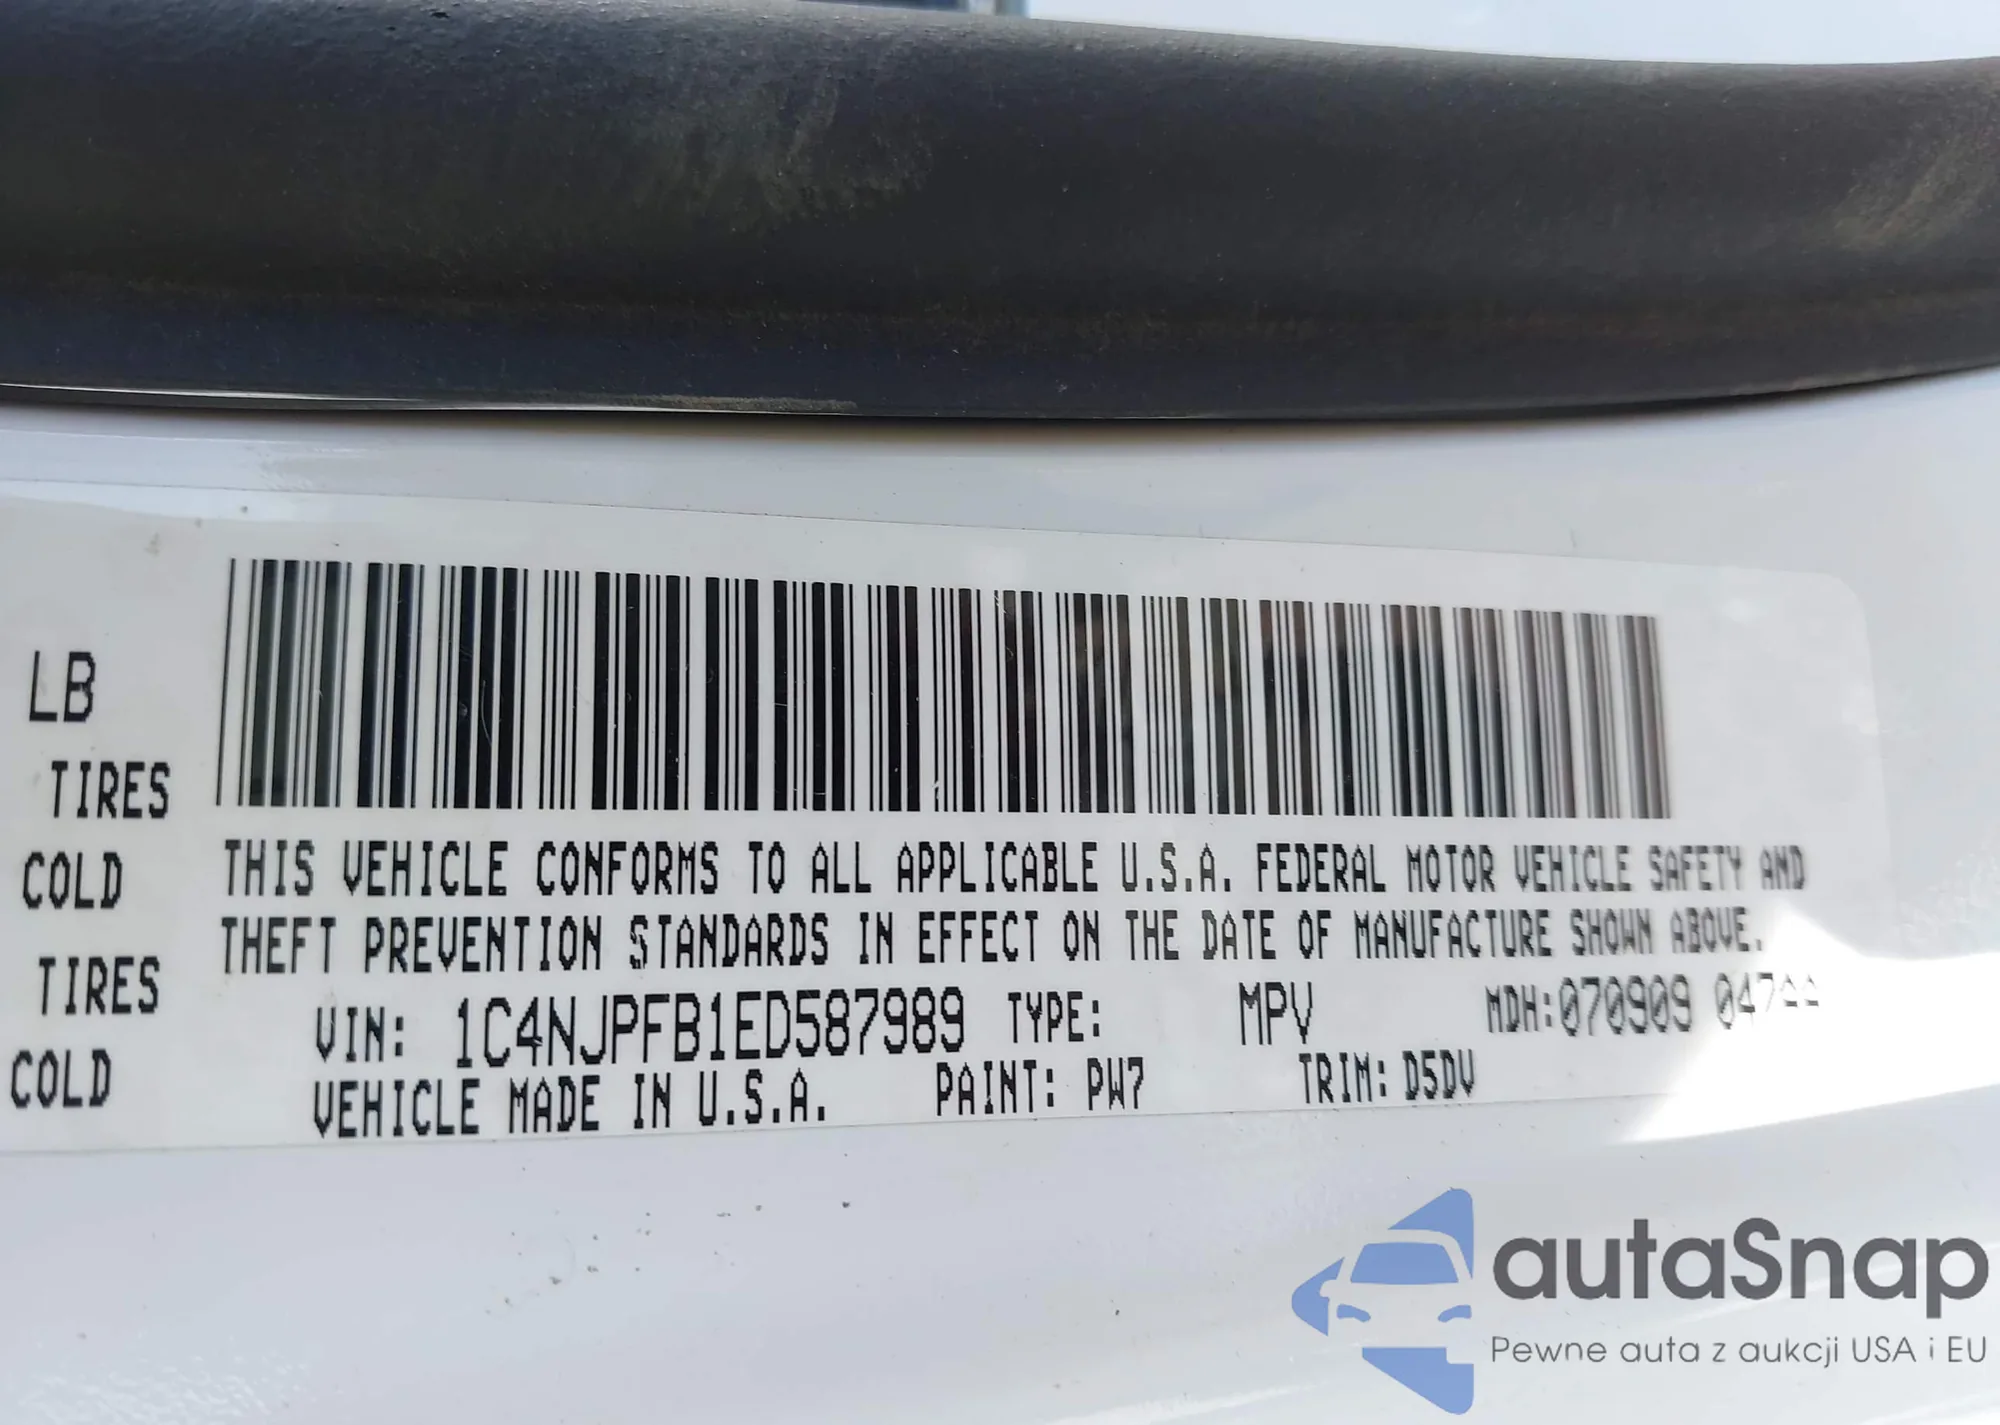 LB
TIRES
COLD
TIRES
COLD
THIS VEHICLE CONFORMS TO ALL APPLICABLE U.S.A. FEDERAL MOTOR VEHICLE SAFETY AND
THEFT PREVENTION STANDARDS IN EFFECT ON THE DATE OF MANUFACTURE SHOWN ABOVE.
VIN: 1C4NJPFB1ED587989 TYPE: MPV MDH:070909
VEHICLE MADE IN U.S.A. PAINT: PW7 TRIM: D5DV
autaSnap
Pewne auta z aukcji USA i EU